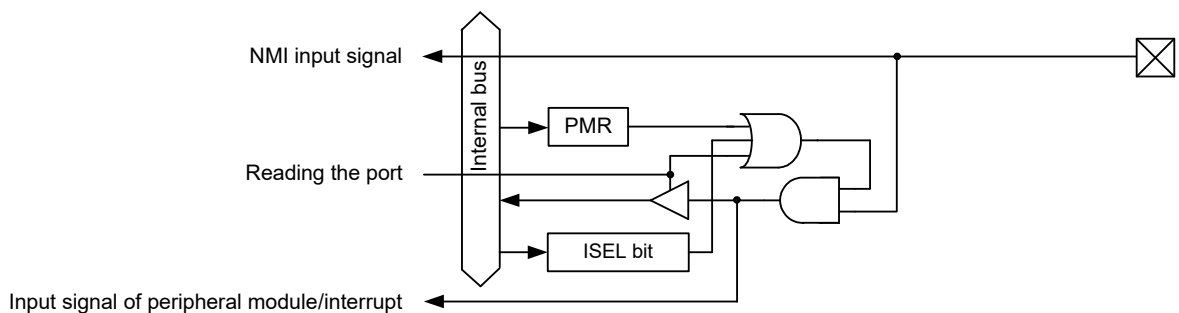 NMI input signal
Internal bus
PMR
Reading the port
ISEL bit
Input signal of peripheral module/interrupt